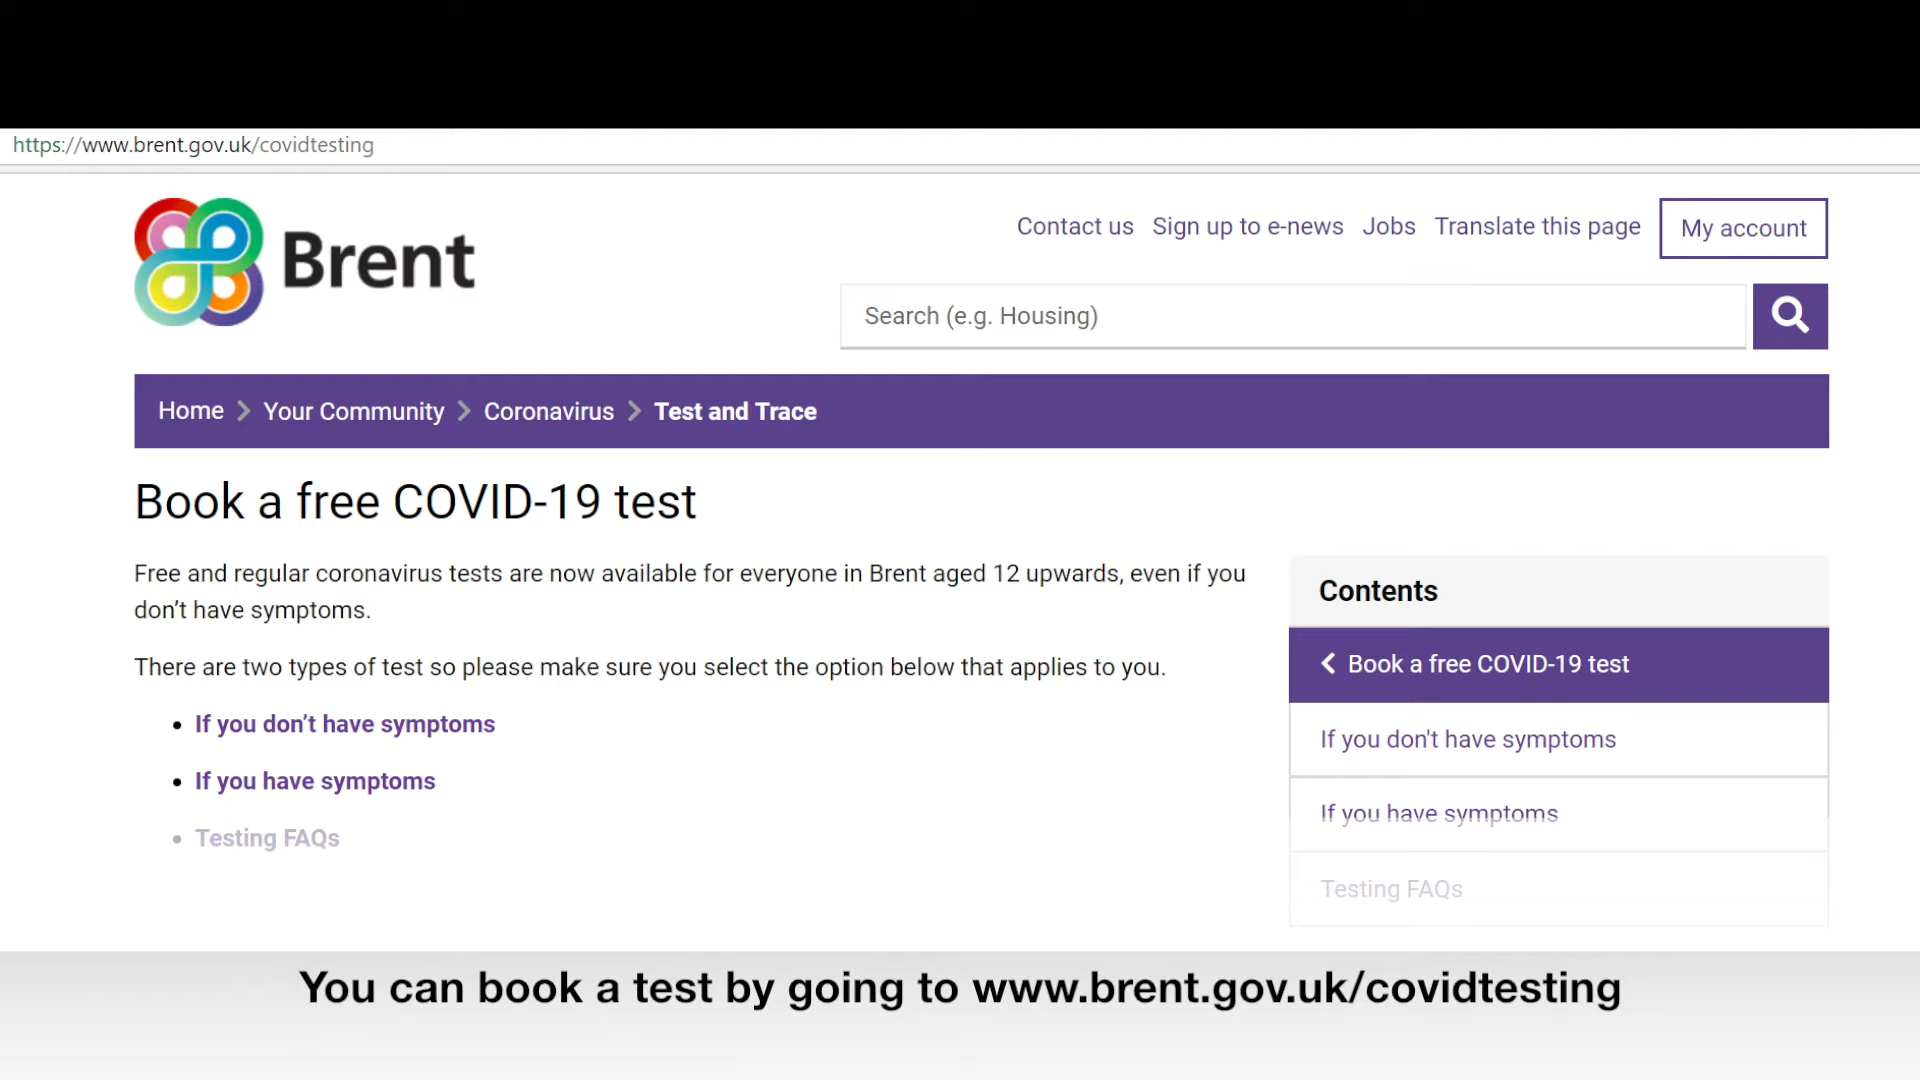 https://www.brent.gov.uk/covidtesting
Brent
Contact us Sign up to e-news Jobs Translate this page My account
Search (e.g. Housing)
Home > Your Community > Coronavirus > Test and Trace
Book a free COVID-19 test
Free and regular coronavirus tests are now available for everyone in Brent aged 12 upwards, even if you
don’t have symptoms.
There are two types of test so please make sure you select the option below that applies to you.
• If you don’t have symptoms
• If you have symptoms
• Testing FAQs
Contents
Book a free COVID-19 test
If you don't have symptoms
If you have symptoms
Testing FAQs
You can book a test by going to www.brent.gov.uk/covidtesting